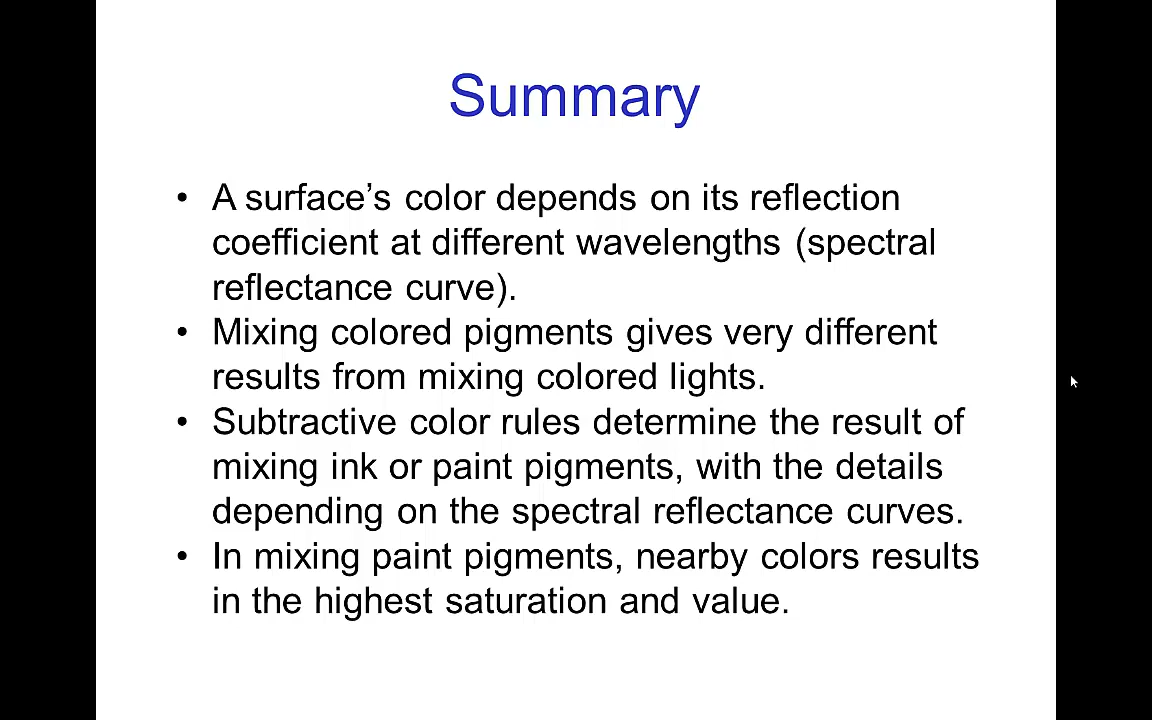 Summary
• A surface’s color depends on its reflection
coefficient at different wavelengths (spectral
reflectance curve).
• Mixing colored pigments gives very different
results from mixing colored lights.
• Subtractive color rules determine the result of
mixing ink or paint pigments, with the details
depending on the spectral reflectance curves.
• In mixing paint pigments, nearby colors results
in the highest saturation and value.